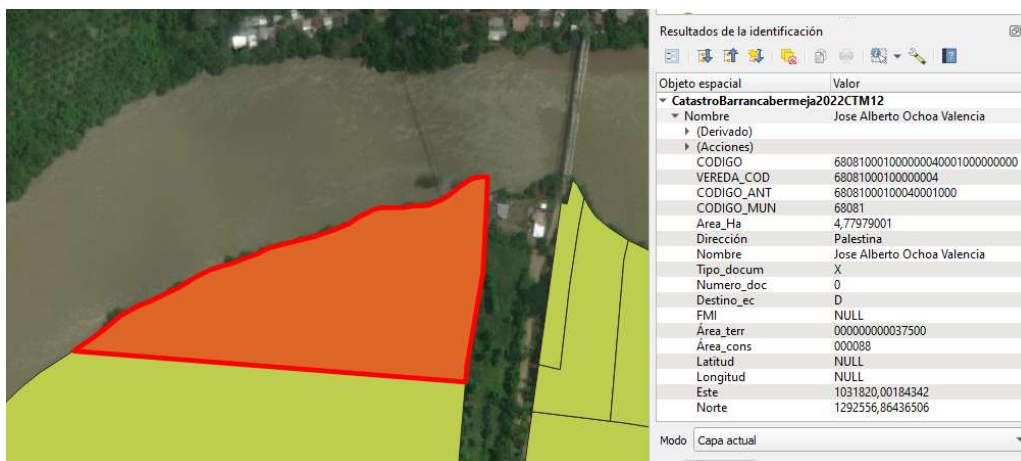 Resultados de la identificación
Objeto espacial Valor
CatastroBarrancabermeja2022CTM12
Nombre Jose Alberto Ochoa Valencia
(Derivado)
(Acciones)
CODIGO 680810001000000040001000000000
VEREDA_COD 68081000100000004
CODIGO_ANT 68081000100040001000
CODIGO_MUN 68081
Area_Ha 4,77979001
Dirección Palestina
Nombre Jose Alberto Ochoa Valencia
Tipo_docum X
Numero_doc 0
Destino_ec D
FMI NULL
Área_terr 000000000037500
Área_cons 000088
Latitud NULL
Longitud NULL
Este 1031820,00184342
Norte 1292556,86436506
Modo Capa actual